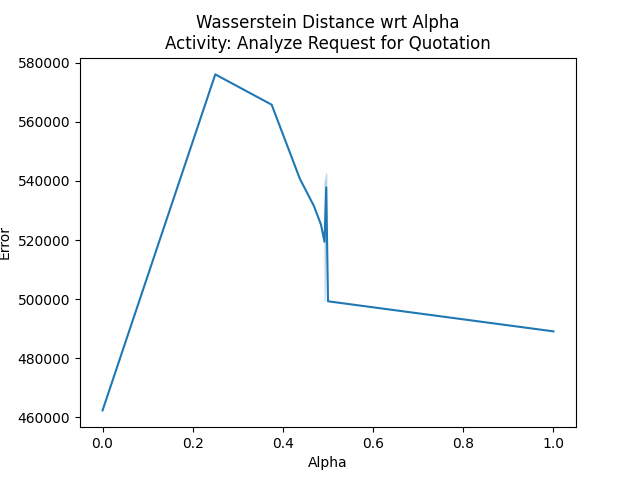 Wasserstein Distance wrt Alpha
Activity: Analyze Request for Quotation
580000
560000
540000
520000
500000
480000
460000
Error
0.0 0.2 0.4 0.6 0.8 1.0
Alpha